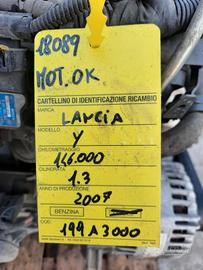 18089
MOT. OK
CARTELLINO DI IDENTIFICAZIONE RICAMBIO
MARCA
LANCIA
MODELLO
Y
CHILOMETRAGGIO
146.000
CILINDRATA
1.3
ANNO DI PRODUZIONE
2007
BENZINA
COD.
199 A 3000